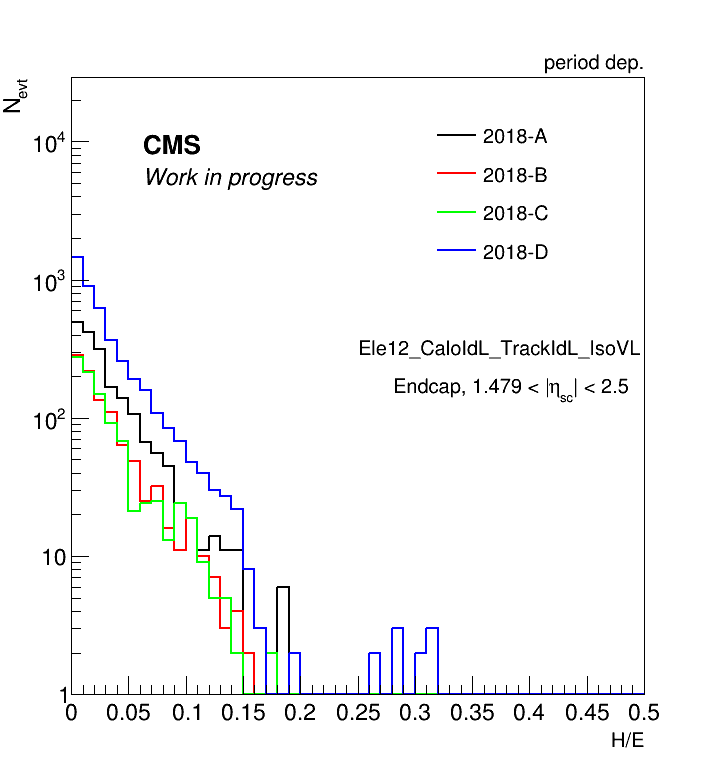 period dep.
N_evt
CMS
Work in progress
2018-A
2018-B
2018-C
2018-D
Ele12_CaloIdL_TrackIdL_IsoVL
Endcap, 1.479 < |η_sc| < 2.5
10^4
10^3
10^2
10
1
0 0.05 0.1 0.15 0.2 0.25 0.3 0.35 0.4 0.45 0.5
H/E